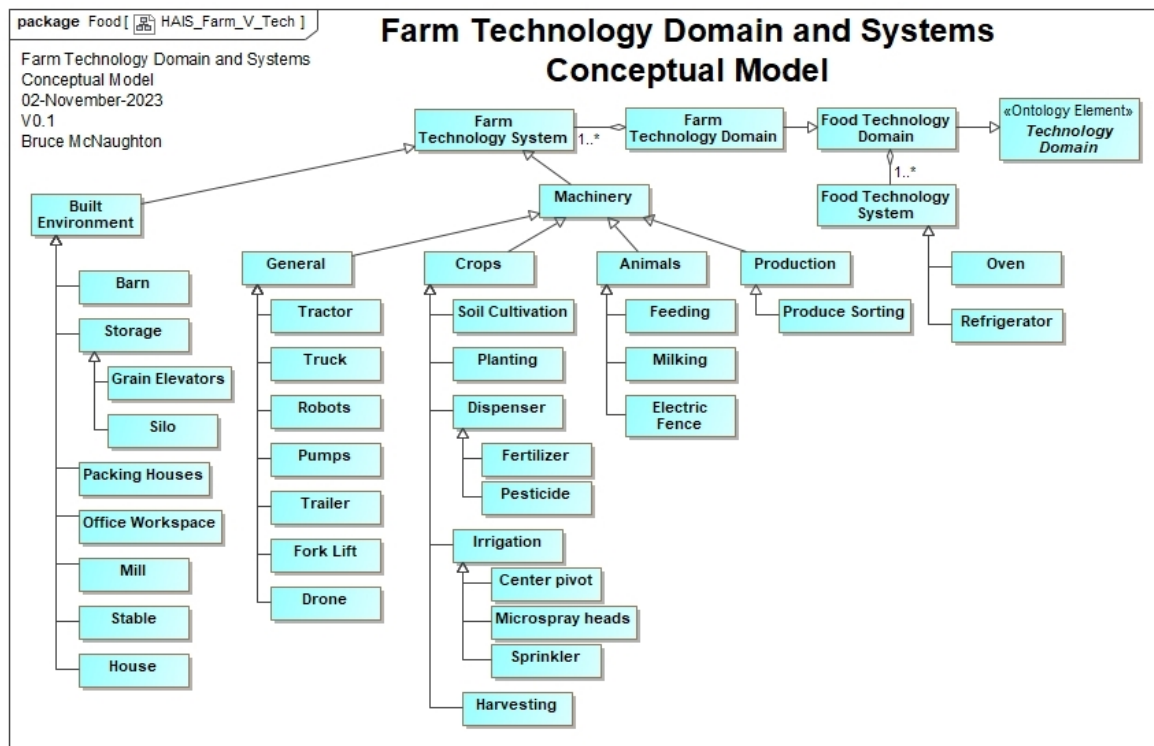 package Food [ HAIS_Farm_V_Tech ]
Farm Technology Domain and Systems
Conceptual Model
Farm Technology Domain and Systems
Conceptual Model
02-November-2023
V0.1
Bruce McNaughton
Farm
Technology System
1..*
Farm
Technology Domain
Food Technology
Domain
«Ontology Element»
Technology
Domain
1..*
Built
Environment
Machinery
Food Technology
System
General
Crops
Animals
Production
Oven
Refrigerator
Barn
Storage
Grain Elevators
Silo
Packing Houses
Office Workspace
Mill
Stable
House
Tractor
Truck
Robots
Pumps
Trailer
Fork Lift
Drone
Soil Cultivation
Planting
Dispenser
Fertilizer
Pesticide
Irrigation
Center pivot
Microspray heads
Sprinkler
Harvesting
Feeding
Milking
Electric
Fence
Produce Sorting